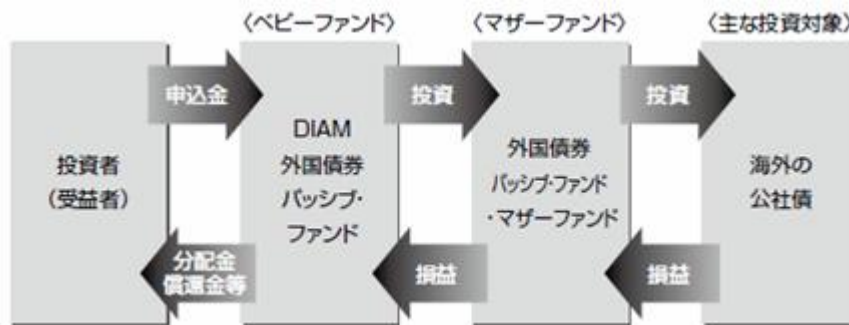 〈ベビーファンド〉
〈マザーファンド〉
〈主な投資対象〉
申込金
投資
投資
投資者
(受益者)
DIAM
外国債券
パッシブ・
ファンド
外国債券
パッシブ・ファンド
・マザーファンド
海外の
公社債
分配金
償還金等
損益
損益